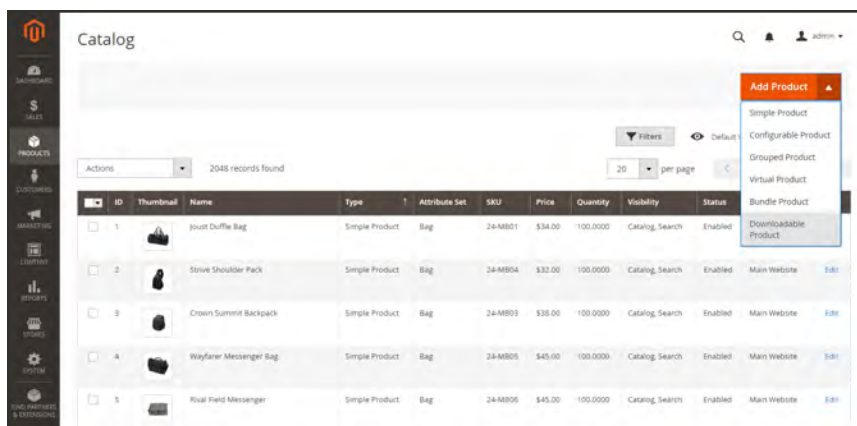 Catalog
admin
DASHBOARD
SALES
PRODUCTS
CUSTOMERS
MARKETING
CONTENT
REPORTS
STORES
SYSTEM
FIND PARTNERS
& EXTENSIONS
Add Product
Simple Product
Configurable Product
Grouped Product
Virtual Product
Bundle Product
Downloadable
Product
Filters
Default
Actions
2048 records found
20
per page
ID Thumbnail Name Type Attribute Set SKU Price Quantity Visibility Status
1 Joust Duffle Bag Simple Product Bag 24-MB01 $34.00 100.0000 Catalog, Search Enabled
2 Strive Shoulder Pack Simple Product Bag 24-MB04 $32.00 100.0000 Catalog, Search Enabled Main Website Edit
3 Crown Summit Backpack Simple Product Bag 24-MB03 $38.00 100.0000 Catalog, Search Enabled Main Website Edit
4 Wayfarer Messenger Bag Simple Product Bag 24-MB05 $45.00 100.0000 Catalog, Search Enabled Main Website Edit
5 Rival Field Messenger Simple Product Bag 24-MB06 $45.00 100.0000 Catalog, Search Enabled Main Website Edit